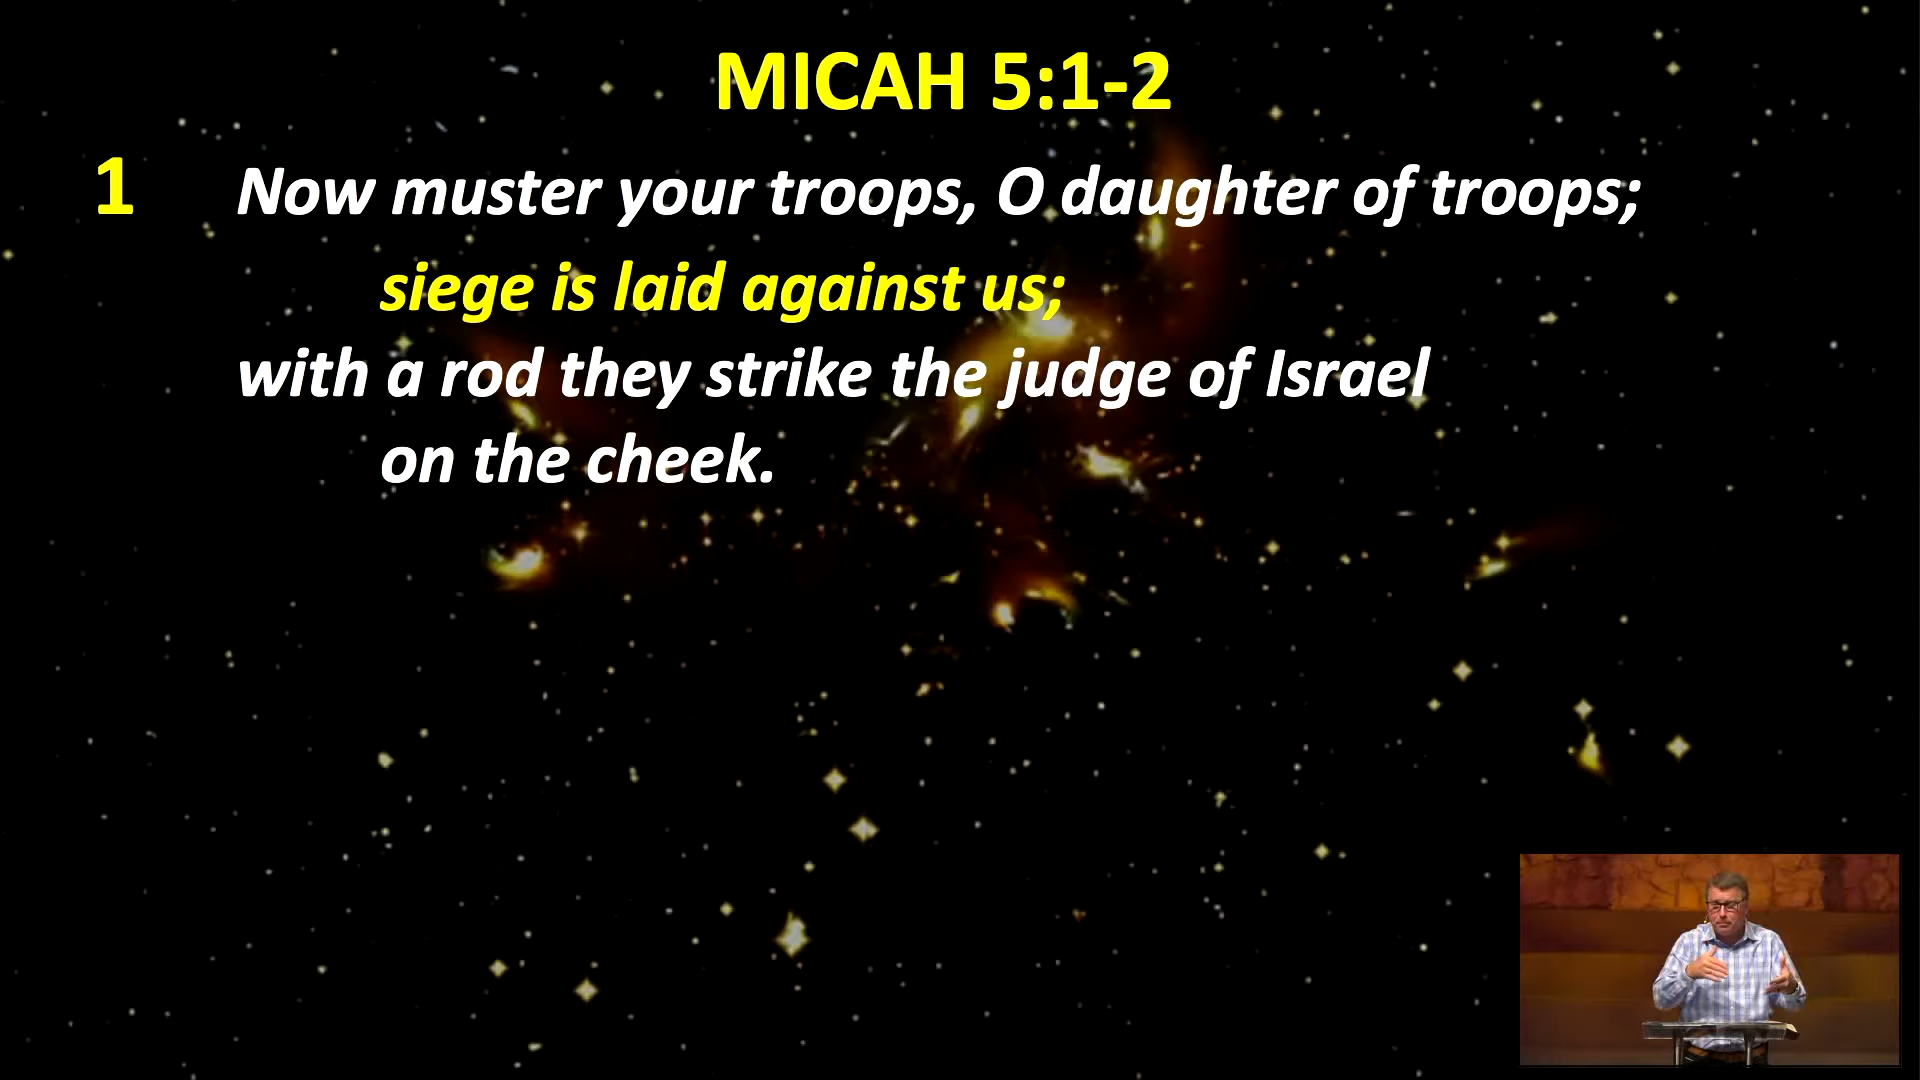 MICAH 5:1-2
1 Now muster your troops, O daughter of troops;
siege is laid against us;
with a rod they strike the judge of Israel
on the cheek.